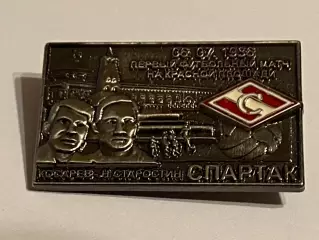 06.07.1936
ПЕРВЫЙ ФУТБОЛЬНЫЙ МАТЧ
НА КРАСНОЙ ПЛОЩАДИ
С
КОСАРЕВ - Н. СТАРОСТИН СПАРТАК